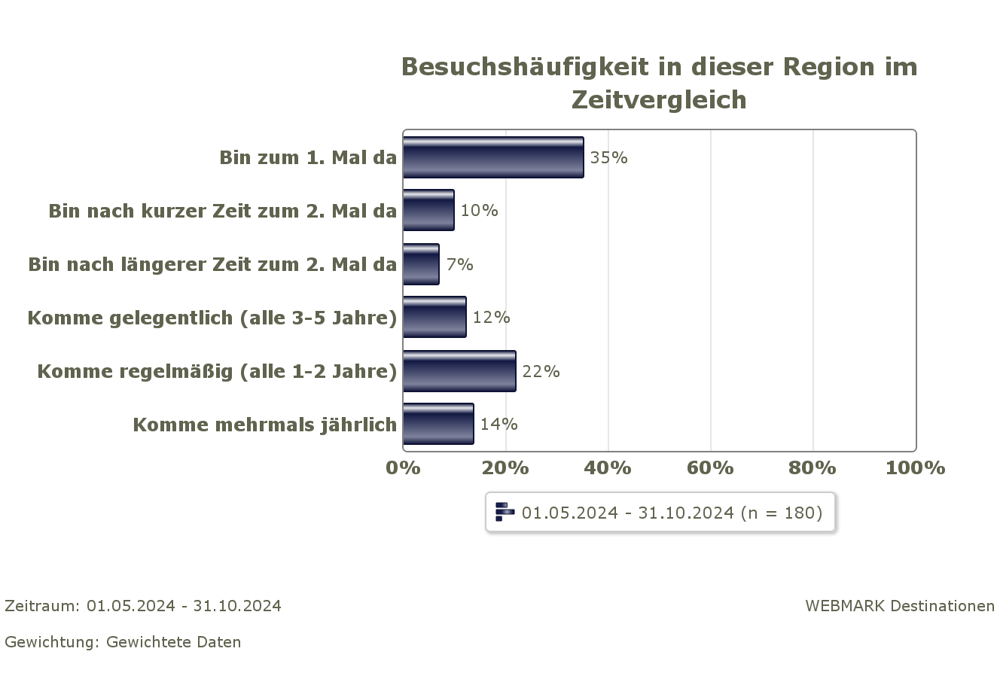 Besuchshäufigkeit in dieser Region im
Zeitvergleich
Bin zum 1. Mal da 35%
Bin nach kurzer Zeit zum 2. Mal da 10%
Bin nach längerer Zeit zum 2. Mal da 7%
Komme gelegentlich (alle 3-5 Jahre) 12%
Komme regelmäßig (alle 1-2 Jahre) 22%
Komme mehrmals jährlich 14%
0% 20% 40% 60% 80% 100%
01.05.2024 - 31.10.2024 (n = 180)
Zeitraum: 01.05.2024 - 31.10.2024 WEBMARK Destinationen
Gewichtung: Gewichtete Daten